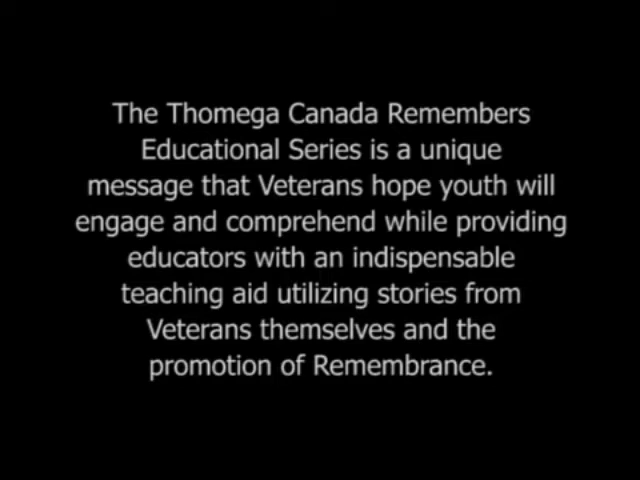 The Thomega Canada Remembers
Educational Series is a unique
message that Veterans hope youth will
engage and comprehend while providing
educators with an indispensable
teaching aid utilizing stories from
Veterans themselves and the
promotion of Remembrance.